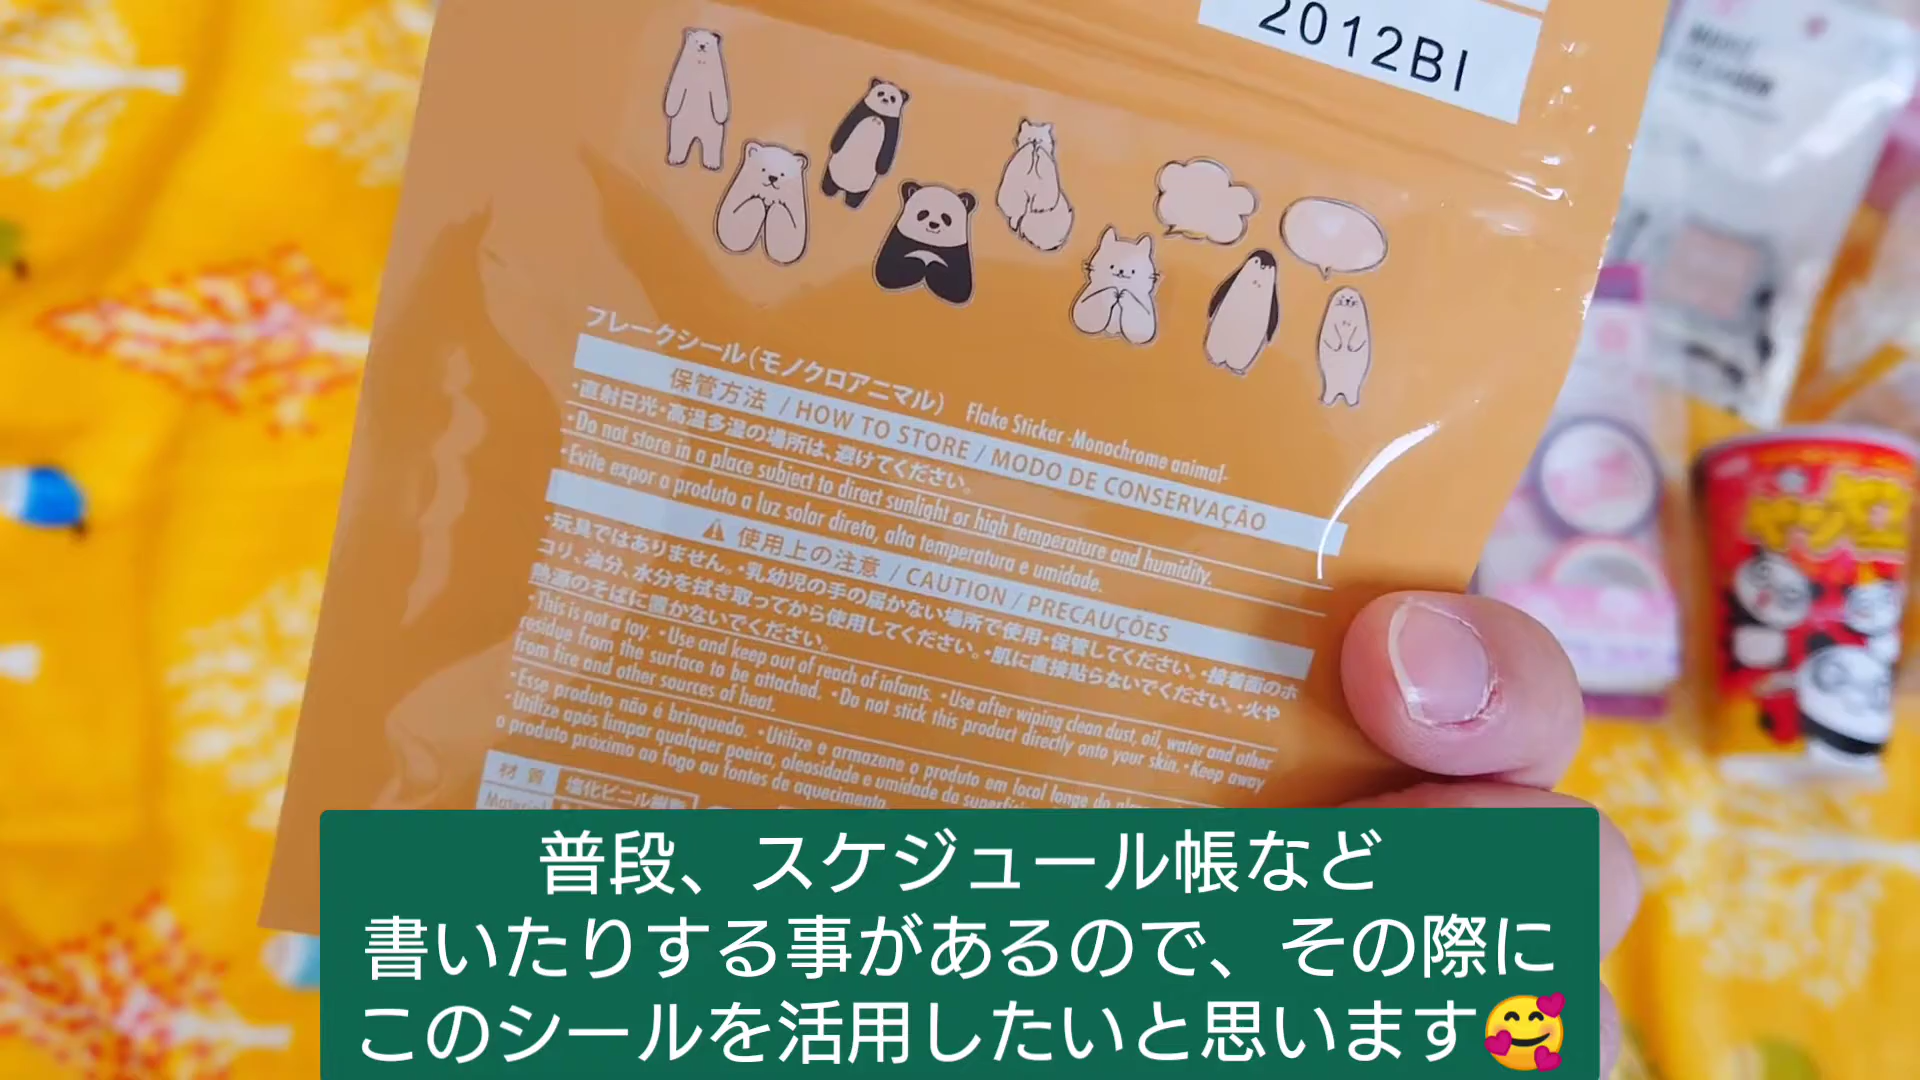 2012BI
フレークシール（モノクロアニマル） Flake Sticker -Monochrome animal-
保管方法 / HOW TO STORE / MODO DE CONSERVAÇÃO
・直射日光・高温多湿の場所は、避けてください。
・Do not store in a place subject to direct sunlight or high temperature and humidity.
・Evite expor o produto a luz solar direta, alta temperatura e umidade.
⚠ 使用上の注意 / CAUTION / PRECAUÇÕES
・玩具ではありません。・乳幼児の手の届かない場所で使用・保管してください。・接着面のホ
コリ、油分、水分を拭き取ってから使用してください。・肌に直接貼らないでください。・火や
熱源のそばに置かないでください。
・This is not a toy. ・Use and keep out of reach of infants. ・Use after wiping clean dust, oil, water and other
residue from the surface to be attached. ・Do not stick this product directly onto your skin. ・Keep away
from fire and other sources of heat.
・Esse produto não é brinquedo. ・Utilize e armazene o produto em local longe do
・Utilize após limpar qualquer poeira, oleosidade e umidade da
o produto próximo ao fogo ou fontes de aquecimento.
材質 塩化ビニル
Material
普段、スケジュール帳など
書いたりする事があるので、その際に
このシールを活用したいと思います🥰